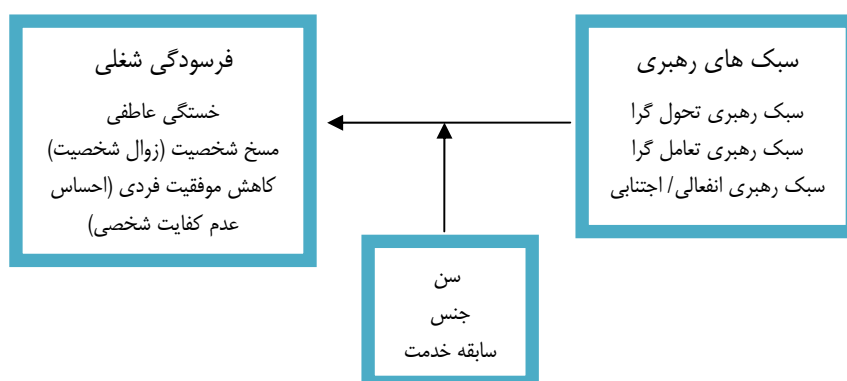 سبک های رهبری
سبک رهبری تحول گرا
سبک رهبری تعامل گرا
سبک رهبری انفعالی/ اجتنابی
فرسودگی شغلی
خستگی عاطفی
مسخ شخصیت (زوال شخصیت)
کاهش موفقیت فردی (احساس
عدم کفایت شخصی)
سن
جنس
سابقه خدمت